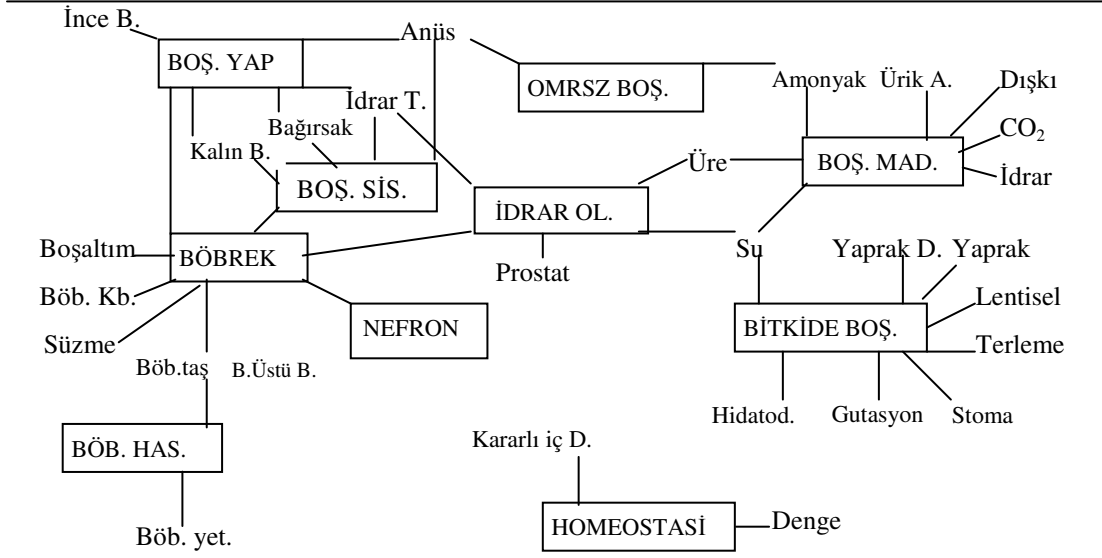 İnce B.
Anüs
BOŞ. YAP
OMRSZ BOŞ.
Amonyak
Ürik A.
Dışkı
İdrar T.
Bağırsak
Kalın B.
CO₂
Üre
BOŞ. MAD.
İdrar
BOŞ. SİS.
İDRAR OL.
Boşaltım
BÖBREK
Su
Yaprak D.
Yaprak
Prostat
Böb. Kb.
Lentisel
NEFRON
BİTKİDE BOŞ.
Süzme
Terleme
Böb.taş
B.Üstü B.
Hidatod.
Gutasyon
Stoma
BÖB. HAS.
Kararlı iç D.
HOMEOSTASİ
Denge
Böb. yet.